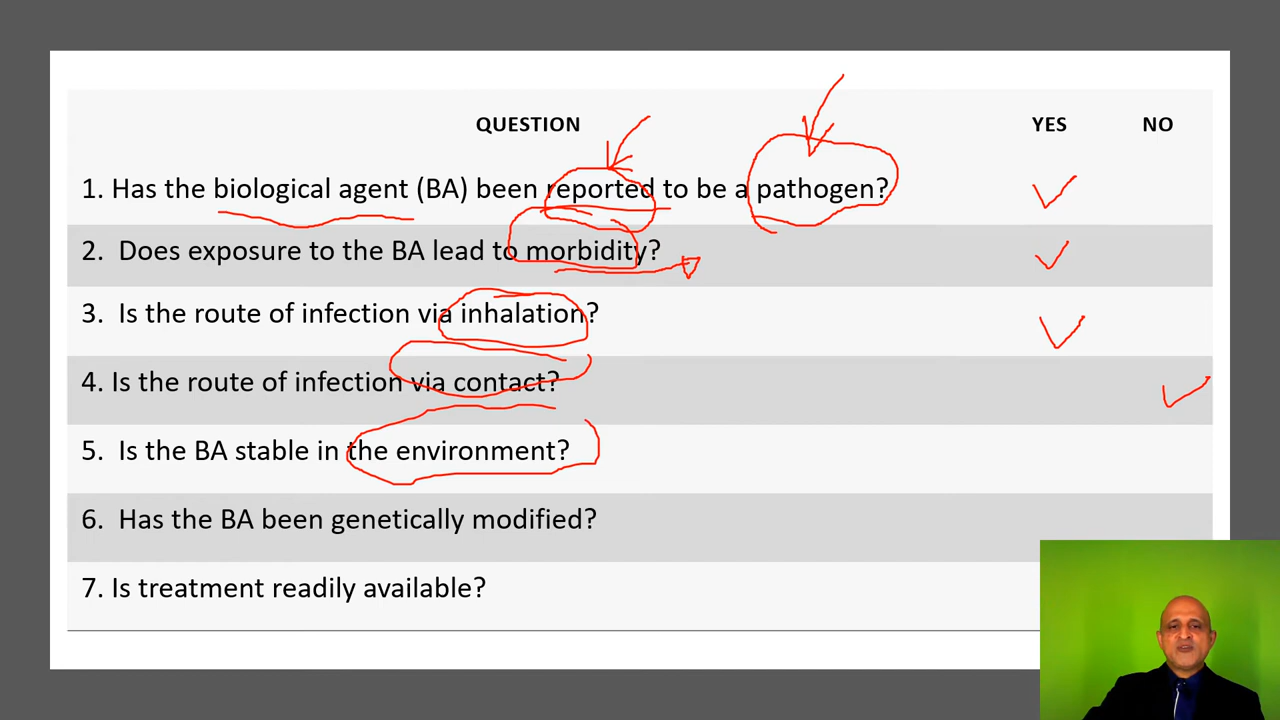 QUESTION YES NO
1. Has the biological agent (BA) been reported to be a pathogen?
2. Does exposure to the BA lead to morbidity?
3. Is the route of infection via inhalation?
4. Is the route of infection via contact?
5. Is the BA stable in the environment?
6. Has the BA been genetically modified?
7. Is treatment readily available?